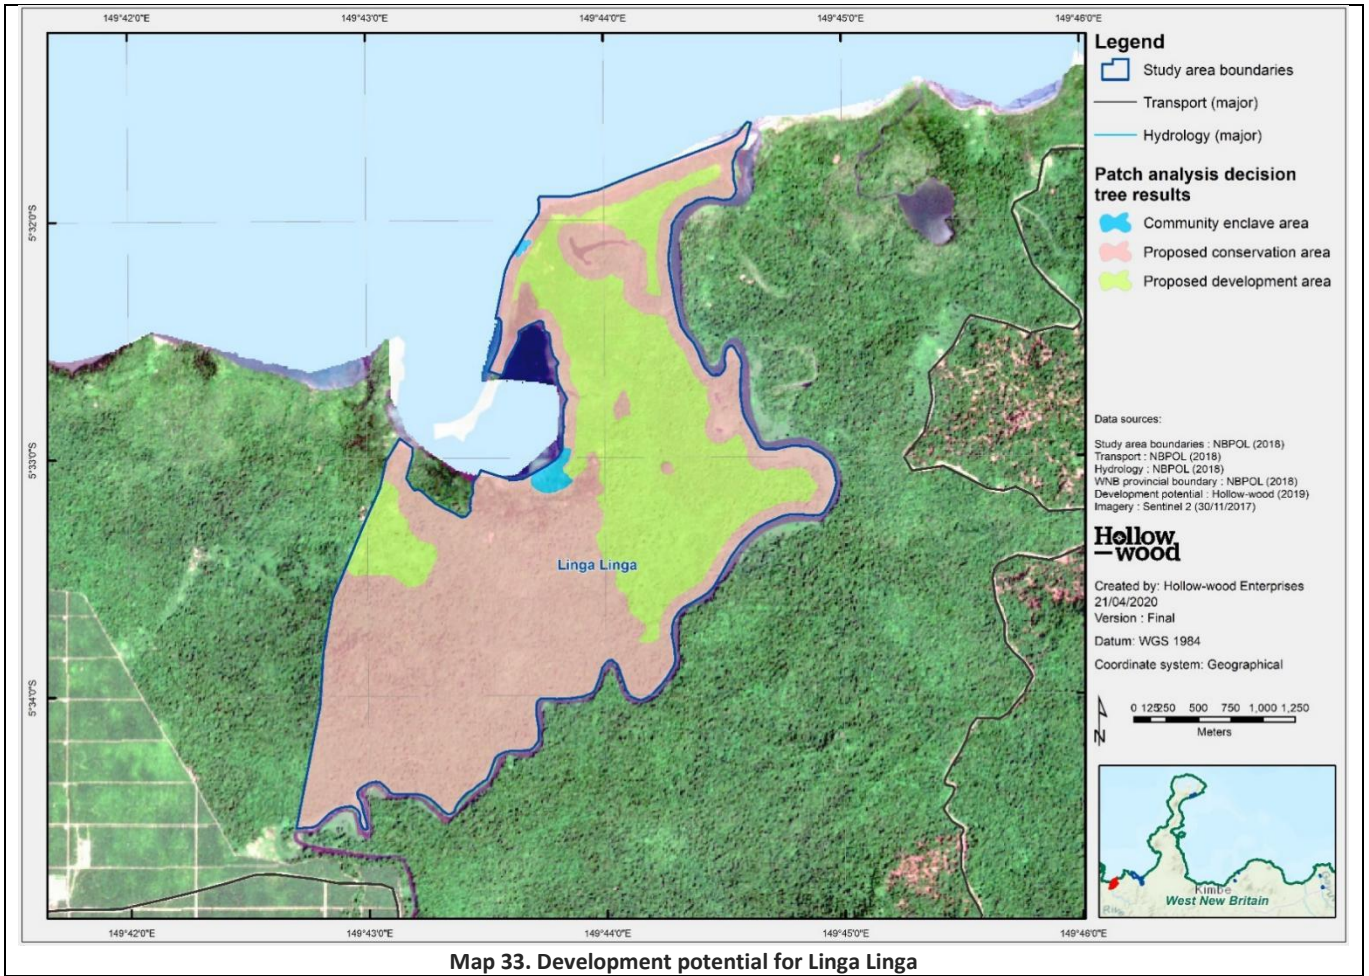 149°42'0"E 149°43'0"E 149°44'0"E 149°45'0"E 149°46'0"E
5°32'0"S
5°33'0"S
5°34'0"S
Linga Linga
149°42'0"E 149°43'0"E 149°44'0"E 149°45'0"E 149°46'0"E
Legend
Study area boundaries
Transport (major)
Hydrology (major)
Patch analysis decision
tree results
Community enclave area
Proposed conservation area
Proposed development area
Data sources:
Study area boundaries : NBPOL (2018)
Transport : NBPOL (2018)
Hydrology : NBPOL (2018)
WNB provincial boundary : NBPOL (2018)
Development potential : Hollow-wood (2019)
Imagery : Sentinel 2 (30/11/2017)
Hollow
—wood
Created by: Hollow-wood Enterprises
21/04/2020
Version : Final
Datum: WGS 1984
Coordinate system: Geographical
N
0 125250 500 750 1,000 1,250
Meters
Kimbe
West New Britain
Map 33. Development potential for Linga Linga